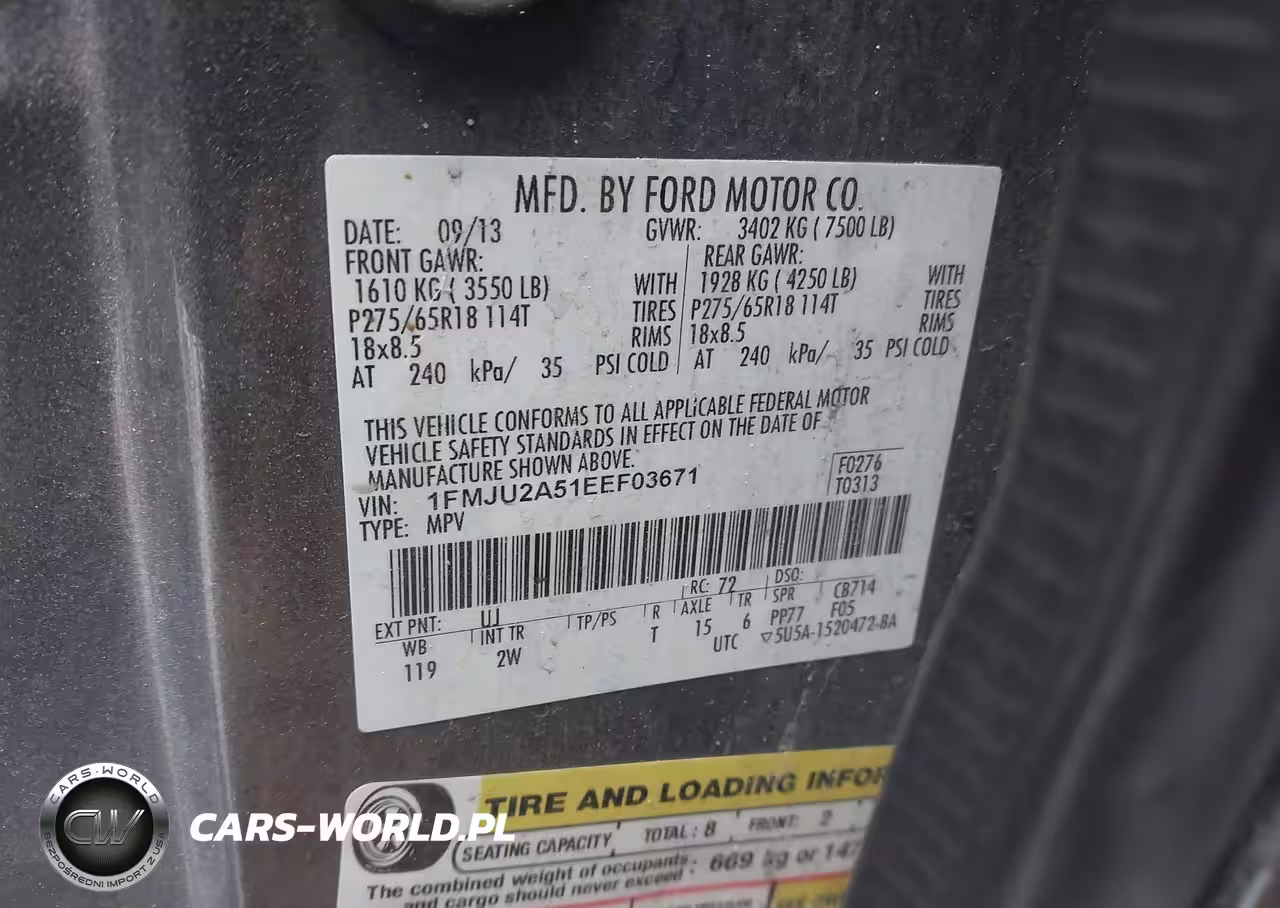 MFD. BY FORD MOTOR CO.
DATE: 09/13 GVWR: 3402 KG ( 7500 LB)
FRONT GAWR: REAR GAWR:
1610 KG ( 3550 LB) WITH 1928 KG ( 4250 LB) WITH
P275/65R18 114T TIRES P275/65R18 114T TIRES
18x8.5 RIMS 18x8.5 RIMS
AT 240 kPa/ 35 PSI COLD AT 240 kPa/ 35 PSI COLD
THIS VEHICLE CONFORMS TO ALL APPLICABLE FEDERAL MOTOR
VEHICLE SAFETY STANDARDS IN EFFECT ON THE DATE OF
MANUFACTURE SHOWN ABOVE.
VIN: 1FMJU2A51EEF03671
TYPE: MPV
F0276
T0313
EXT PNT: UJ RC: 72 DSO:
WB INT TR TP/PS R AXLE TR SPR CB714
119 2W T 15 6 PP77 F05
UTC ▽5U5A-1520472-BA
TIRE AND LOADING INFOR
SEATING CAPACITY TOTAL : 8 FRONT: 2
The combined weight of occupants 669 kg or 147
and cargo should never exceed
CARS-WORLD.PL
CARS-WORLD
CW
BEZPOŚREDNI IMPORT Z USA